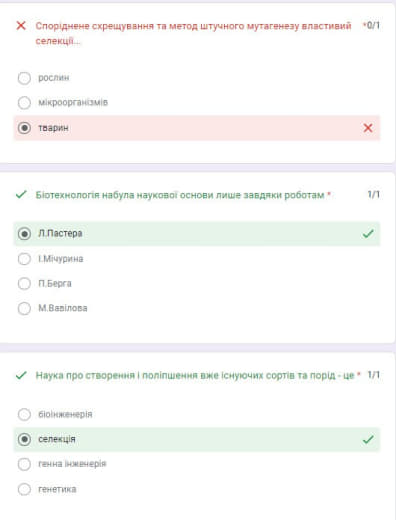 Споріднене схрещування та метод штучного мутагенезу властивий *0/1
селекції...
рослин
мікроорганізмів
тварин
Біотехнологія набула наукової основи лише завдяки роботам * 1/1
Л.Пастера
І.Мічурина
П.Берга
М.Вавілова
Наука про створення і поліпшення вже існуючих сортів та порід - це * 1/1
біоінженерія
селекція
генна інженерія
генетика